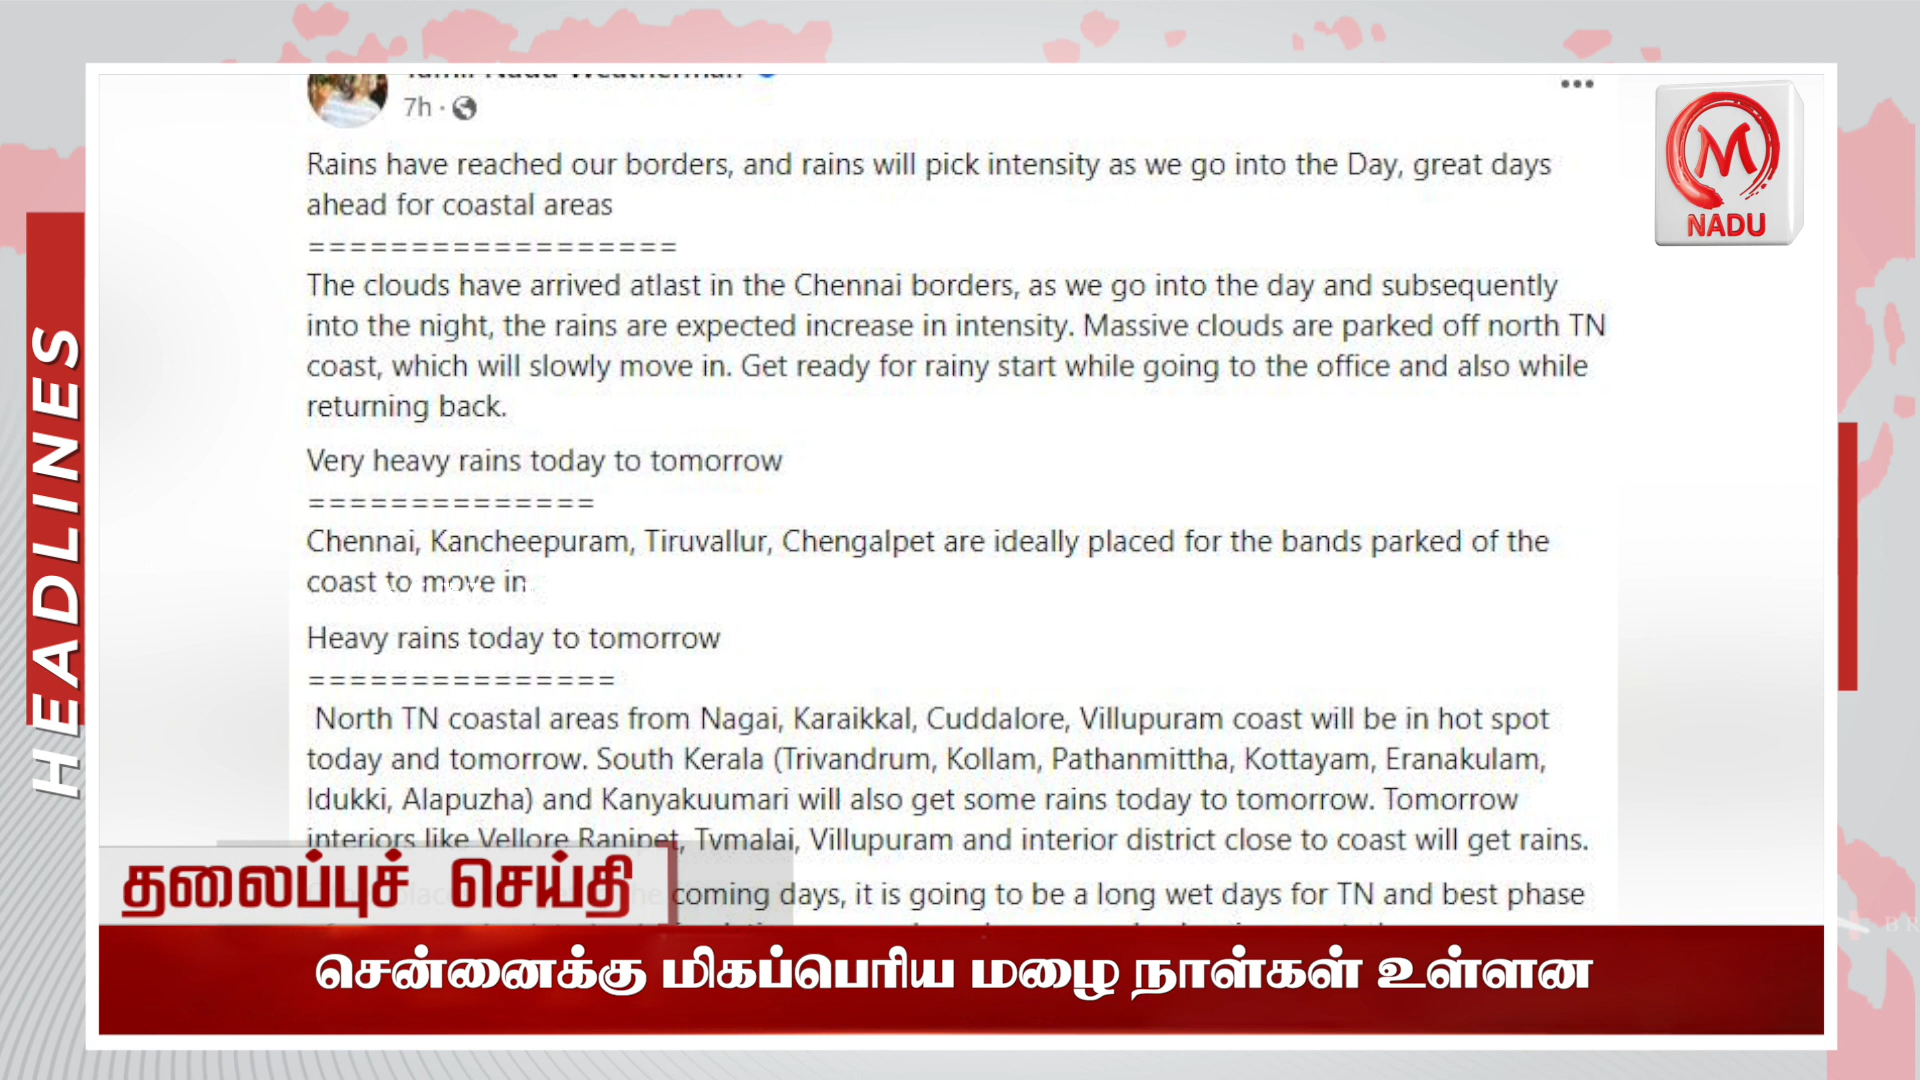 Tamil Nadu Weatherman
7h ·
Rains have reached our borders, and rains will pick intensity as we go into the Day, great days
ahead for coastal areas
==================
The clouds have arrived atlast in the Chennai borders, as we go into the day and subsequently
into the night, the rains are expected increase in intensity. Massive clouds are parked off north TN
coast, which will slowly move in. Get ready for rainy start while going to the office and also while
returning back.
Very heavy rains today to tomorrow
==============
Chennai, Kancheepuram, Tiruvallur, Chengalpet are ideally placed for the bands parked of the
coast to move in
Heavy rains today to tomorrow
===============
North TN coastal areas from Nagai, Karaikkal, Cuddalore, Villupuram coast will be in hot spot
today and tomorrow. South Kerala (Trivandrum, Kollam, Pathanmittha, Kottayam, Eranakulam,
Idukki, Alapuzha) and Kanyakuumari will also get some rains today to tomorrow. Tomorrow
interiors like Vellore Ranipet, Tvmalai, Villupuram and interior district close to coast will get rains.
coming days, it is going to be a long wet days for TN and best phase
M
NADU
HEADLINES
தலைப்புச் செய்தி
சென்னைக்கு மிகப்பெரிய மழை நாள்கள் உள்ளன